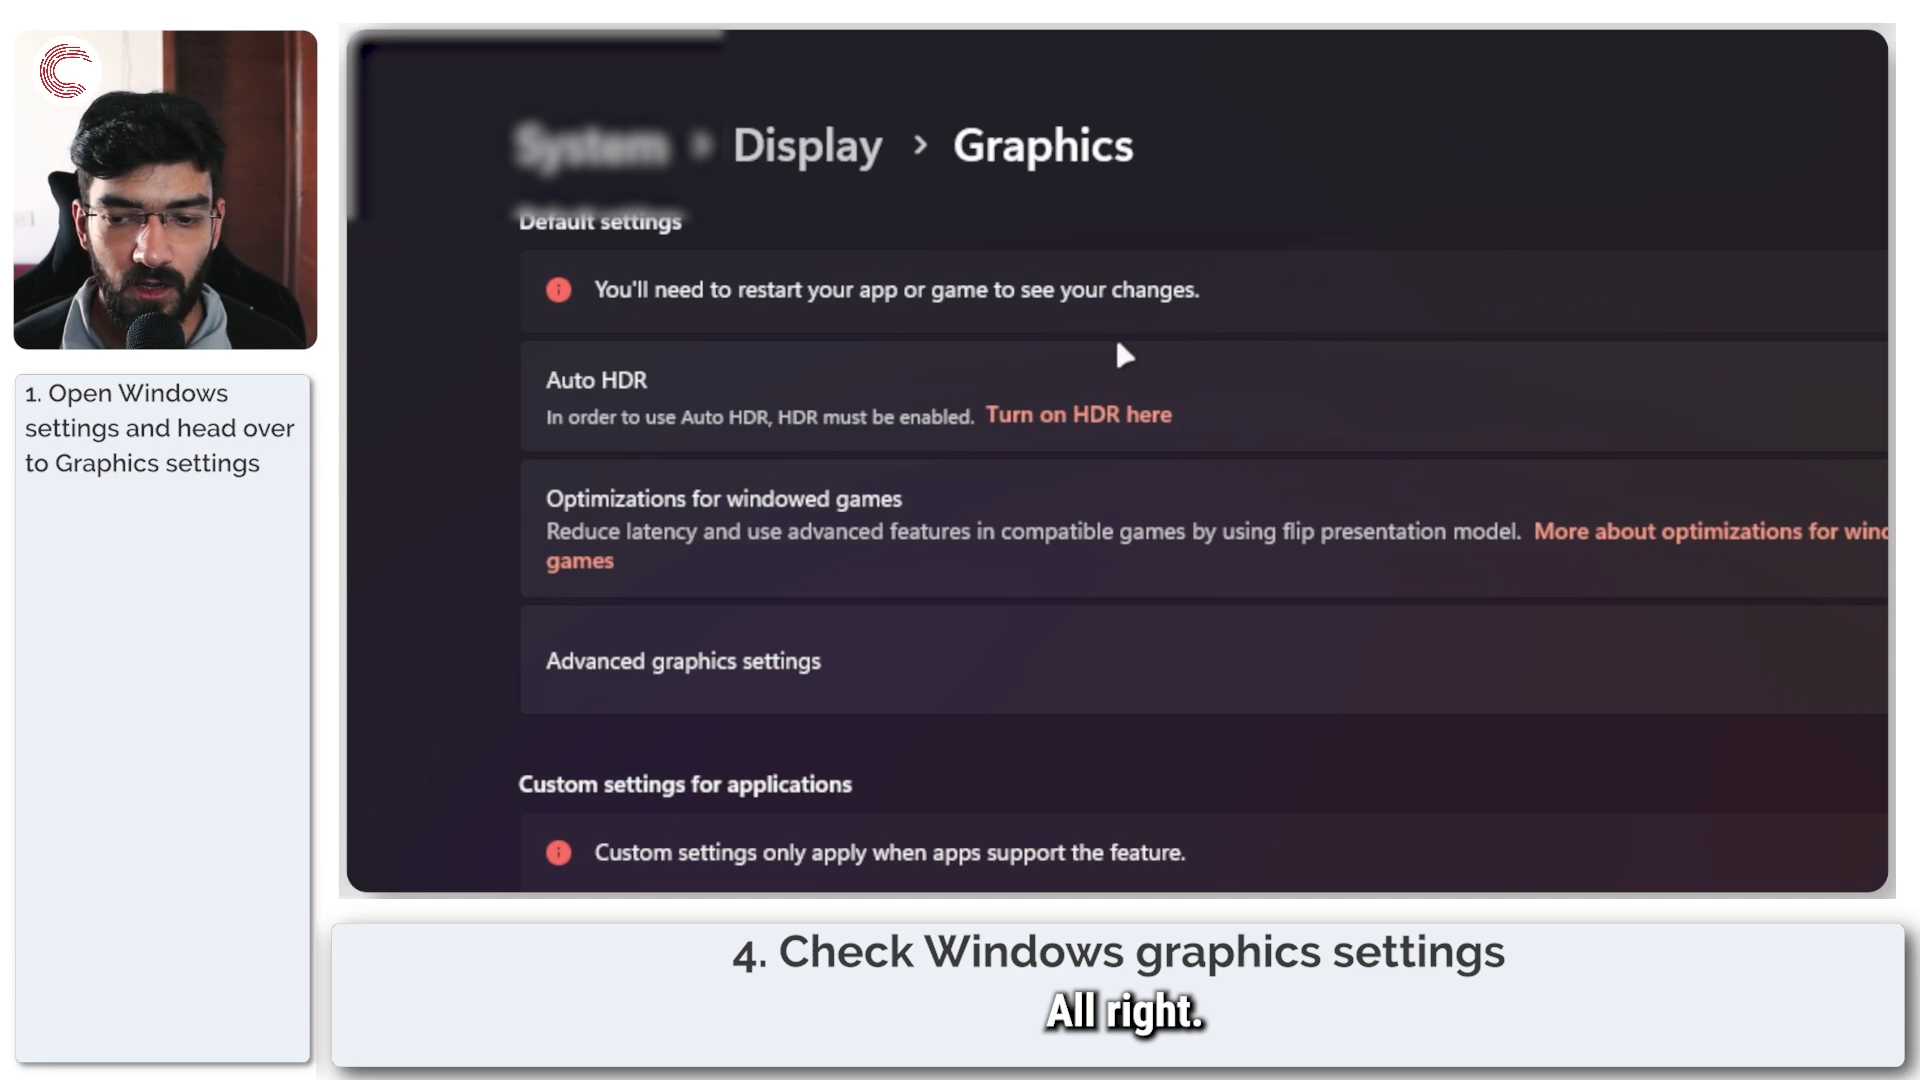 1. Open Windows
settings and head over
to Graphics settings
System > Display > Graphics
Default settings
You'll need to restart your app or game to see your changes.
Auto HDR
In order to use Auto HDR, HDR must be enabled. Turn on HDR here
Optimizations for windowed games
Reduce latency and use advanced features in compatible games by using flip presentation model. More about optimizations for wind
games
Advanced graphics settings
Custom settings for applications
Custom settings only apply when apps support the feature.
4. Check Windows graphics settings
All right.